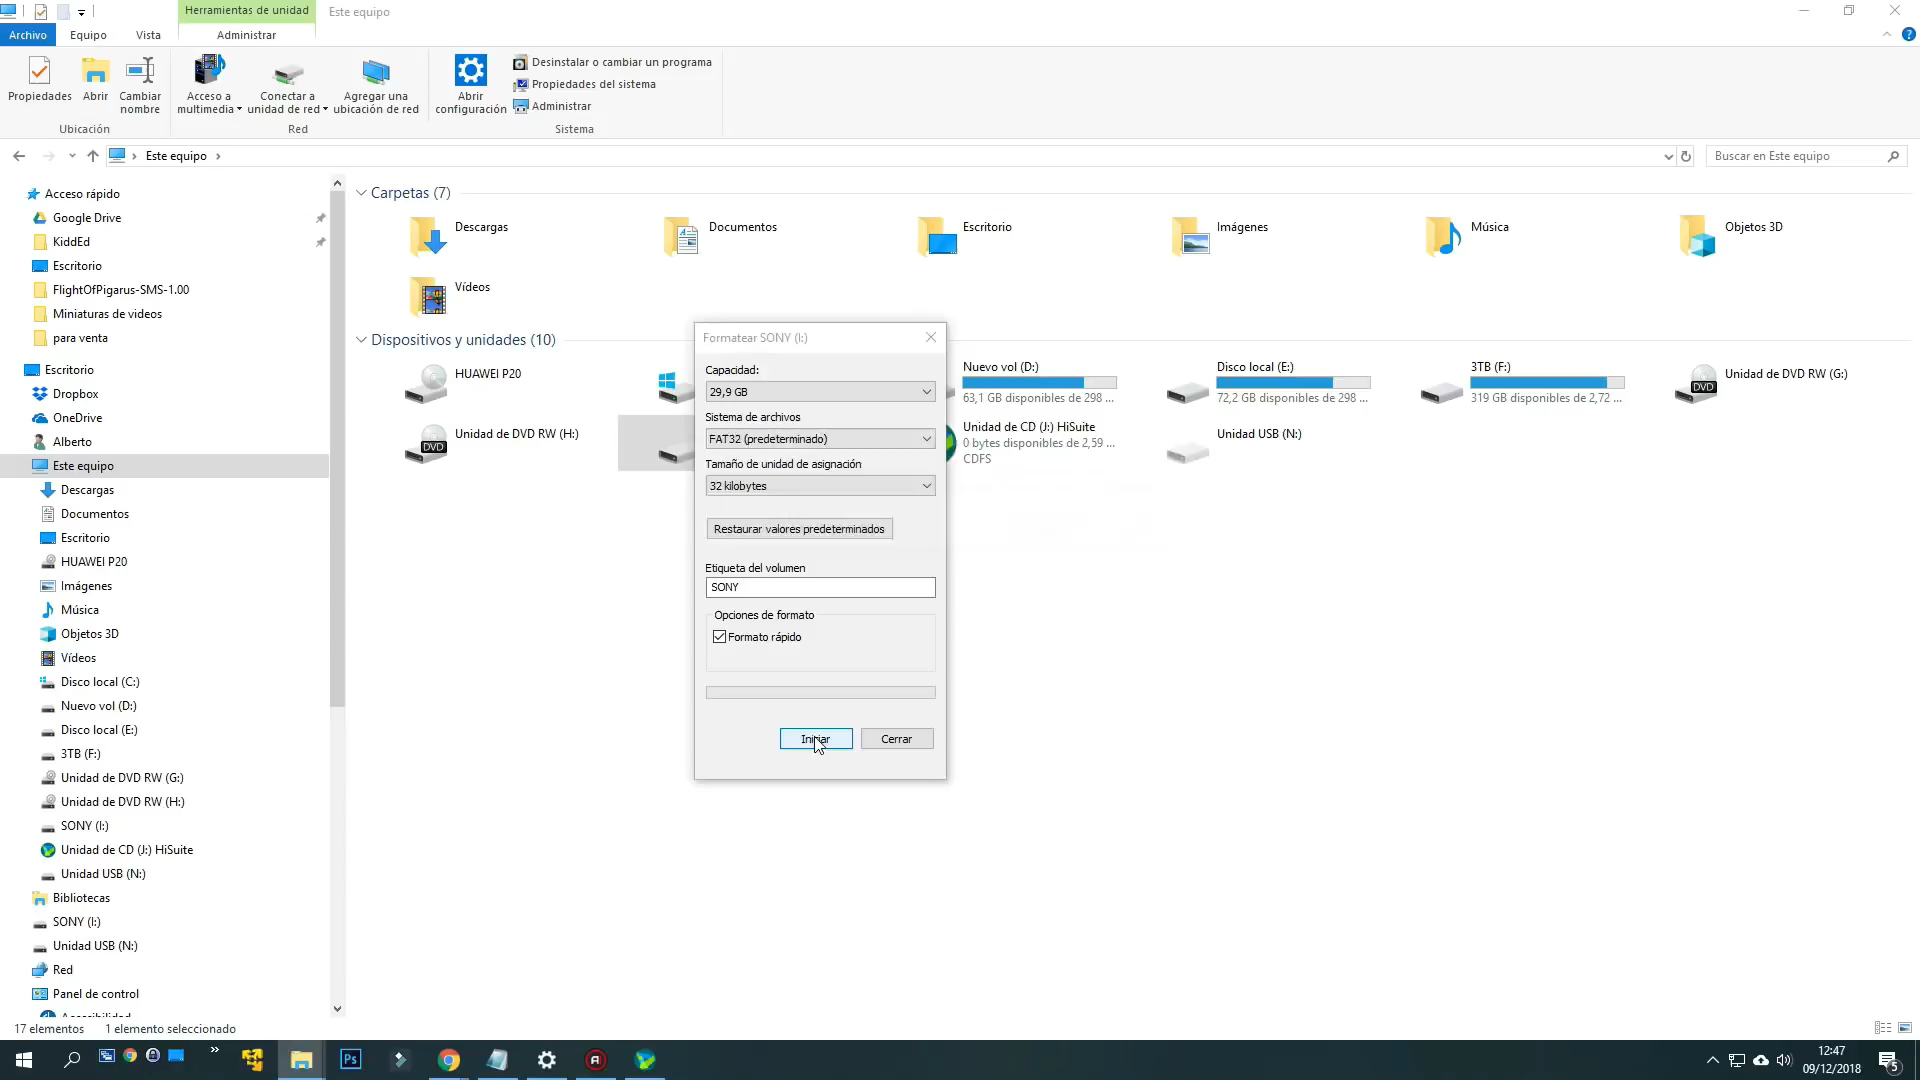 Herramientas de unidad
Este equipo
Archivo
Equipo
Vista
Administrar
Propiedades
Abrir
Cambiar
nombre
Ubicación
Acceso a
multimedia
Conectar a
unidad de red
Agregar una
ubicación de red
Red
Abrir
configuración
Desinstalar o cambiar un programa
Propiedades del sistema
Administrar
Sistema
Este equipo
Buscar en Este equipo
Acceso rápido
Google Drive
KiddEd
Escritorio
FlightOfPigarus-SMS-1.00
Miniaturas de videos
para venta
Escritorio
Dropbox
OneDrive
Alberto
Este equipo
Descargas
Documentos
Escritorio
HUAWEI P20
Imágenes
Música
Objetos 3D
Vídeos
Disco local (C:)
Nuevo vol (D:)
Disco local (E:)
3TB (F:)
Unidad de DVD RW (G:)
Unidad de DVD RW (H:)
SONY (I:)
Unidad de CD (J:) HiSuite
Unidad USB (N:)
Bibliotecas
SONY (I:)
Unidad USB (N:)
Red
Panel de control
Carpetas (7)
Descargas
Documentos
Escritorio
Imágenes
Música
Objetos 3D
Vídeos
Dispositivos y unidades (10)
HUAWEI P20
Nuevo vol (D:)
63,1 GB disponibles de 298 ...
Disco local (E:)
72,2 GB disponibles de 298 ...
3TB (F:)
319 GB disponibles de 2,72 ...
DVD
Unidad de DVD RW (G:)
DVD
Unidad de DVD RW (H:)
Unidad de CD (J:) HiSuite
0 bytes disponibles de 2,59 ...
CDFS
Unidad USB (N:)
Formatear SONY (I:)
Capacidad:
29,9 GB
Sistema de archivos
FAT32 (predeterminado)
Tamaño de unidad de asignación
32 kilobytes
Restaurar valores predeterminados
Etiqueta del volumen
SONY
Opciones de formato
Formato rápido
Iniciar
Cerrar
17 elementos
1 elemento seleccionado
Ps
12:47
09/12/2018
5